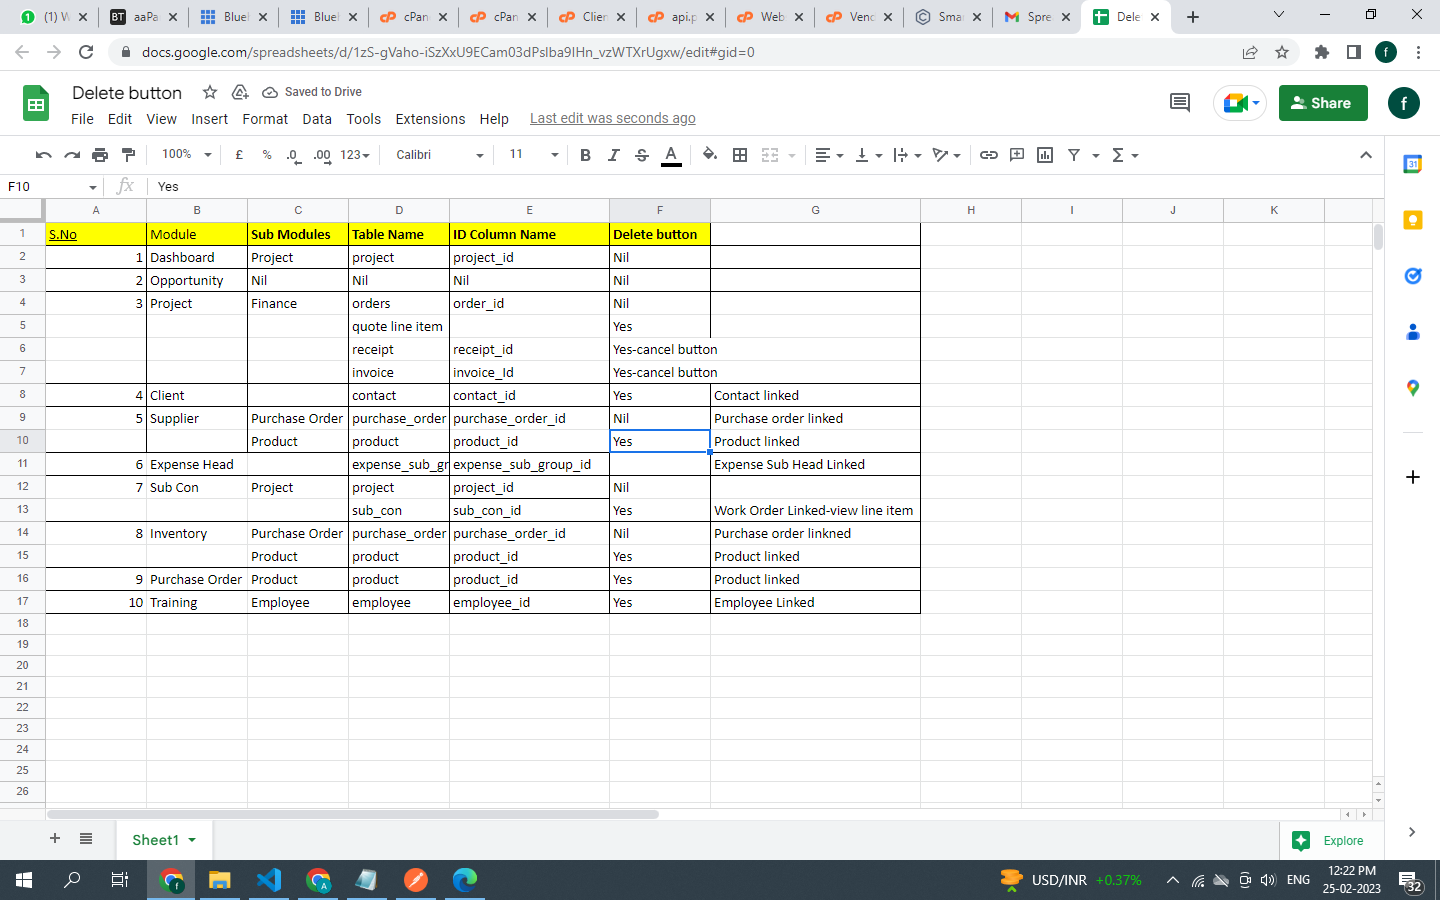 (1) W
aaPa
Bluel
Bluel
cPan
cPan
Clien
api.p
Web
Venc
Smar
Spre
Dele
docs.google.com/spreadsheets/d/1zS-gVaho-iSzXxU9ECam03dPsIba9IHn_vzWTXrUgxw/edit#gid=0
Delete button
Saved to Drive
Share
File Edit View Insert Format Data Tools Extensions Help Last edit was seconds ago
100% £ % .0 .00 123 Calibri 11 B I S A
F10 fx Yes
A B C D E F G H I J K
1 S.No Module Sub Modules Table Name ID Column Name Delete button
2 1 Dashboard Project project project_id Nil
3 2 Opportunity Nil Nil Nil Nil
4 3 Project Finance orders order_id Nil
5 quote line item Yes
6 receipt receipt_id Yes-cancel button
7 invoice invoice_Id Yes-cancel button
8 4 Client contact contact_id Yes Contact linked
9 5 Supplier Purchase Order purchase_order purchase_order_id Nil Purchase order linked
10 Product product product_id Yes Product linked
11 6 Expense Head expense_sub_gr expense_sub_group_id Expense Sub Head Linked
12 7 Sub Con Project project project_id Nil
13 sub_con sub_con_id Yes Work Order Linked-view line item
14 8 Inventory Purchase Order purchase_order purchase_order_id Nil Purchase order linkned
15 Product product product_id Yes Product linked
16 9 Purchase Order Product product product_id Yes Product linked
17 10 Training Employee employee employee_id Yes Employee Linked
18
19
20
21
22
23
24
25
26
Sheet1
Explore
USD/INR +0.37%
ENG
12:22 PM
25-02-2023
32